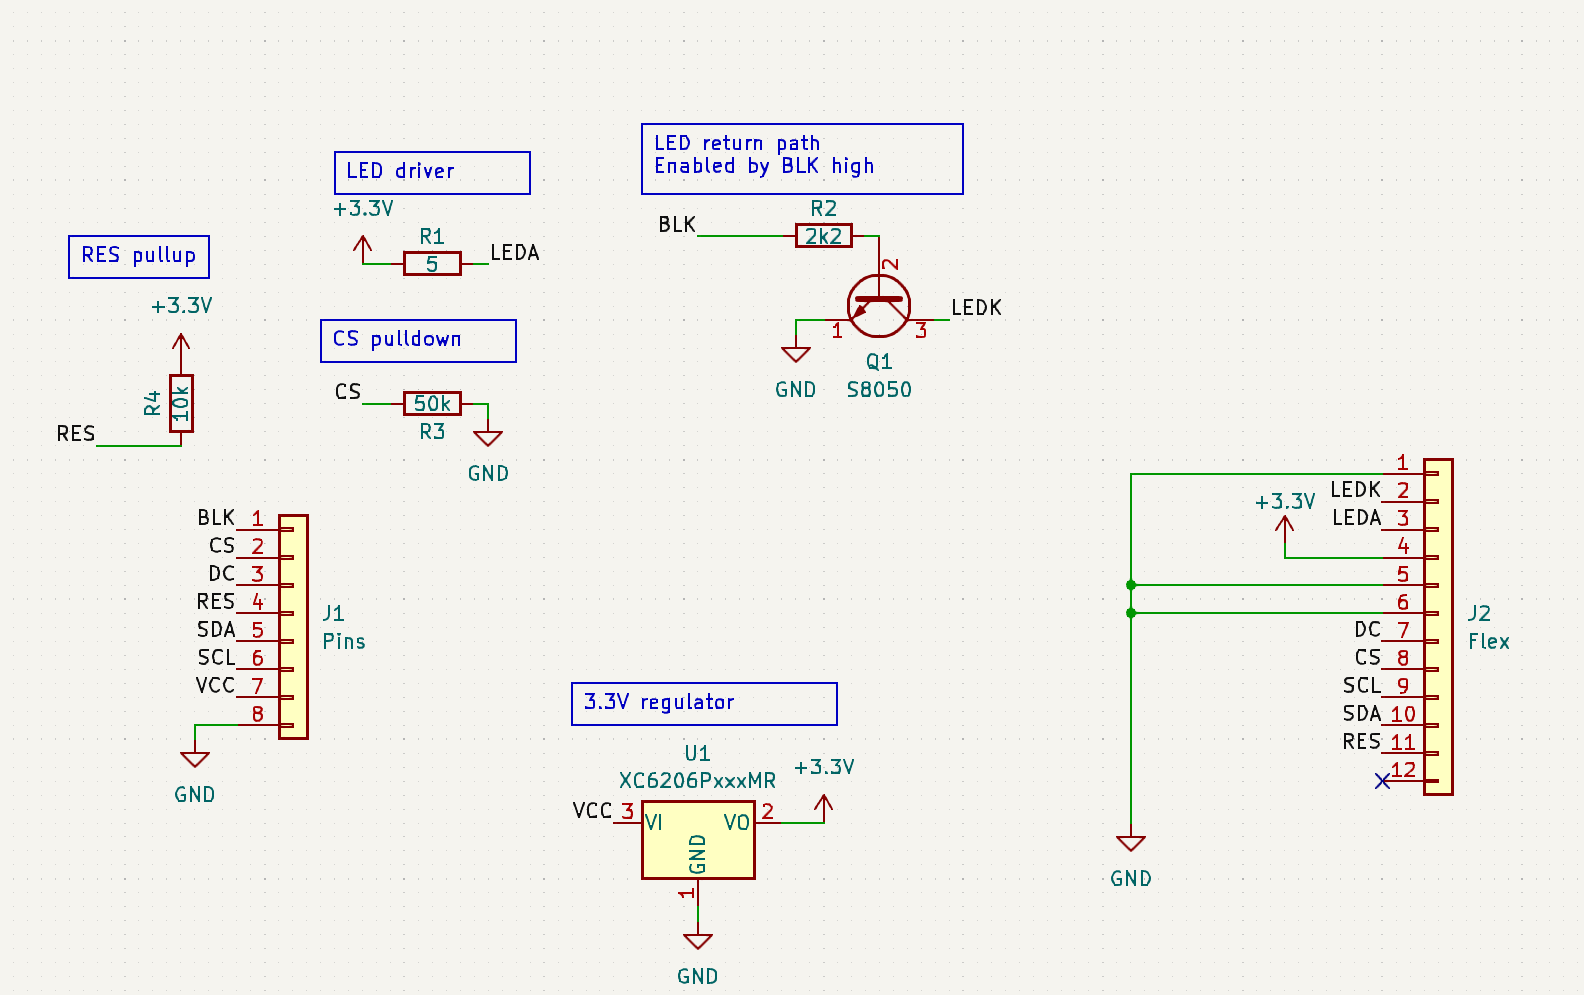 LED return path
Enabled by BLK high
LED driver
+3.3V
R1
5
LEDA
BLK
R2
2k2
2
1
3
LEDK
Q1
S8050
GND
RES pullup
+3.3V
R4
10k
RES
CS pulldown
CS
50k
R3
GND
BLK 1
CS 2
DC 3
RES 4
SDA 5
SCL 6
VCC 7
8
J1
Pins
GND
3.3V regulator
U1
XC6206PxxxMR
+3.3V
VCC 3
VI
VO
2
GND
1
GND
1
LEDK 2
LEDA 3
+3.3V
4
5
6
DC 7
CS 8
SCL 9
SDA 10
RES 11
12
J2
Flex
GND